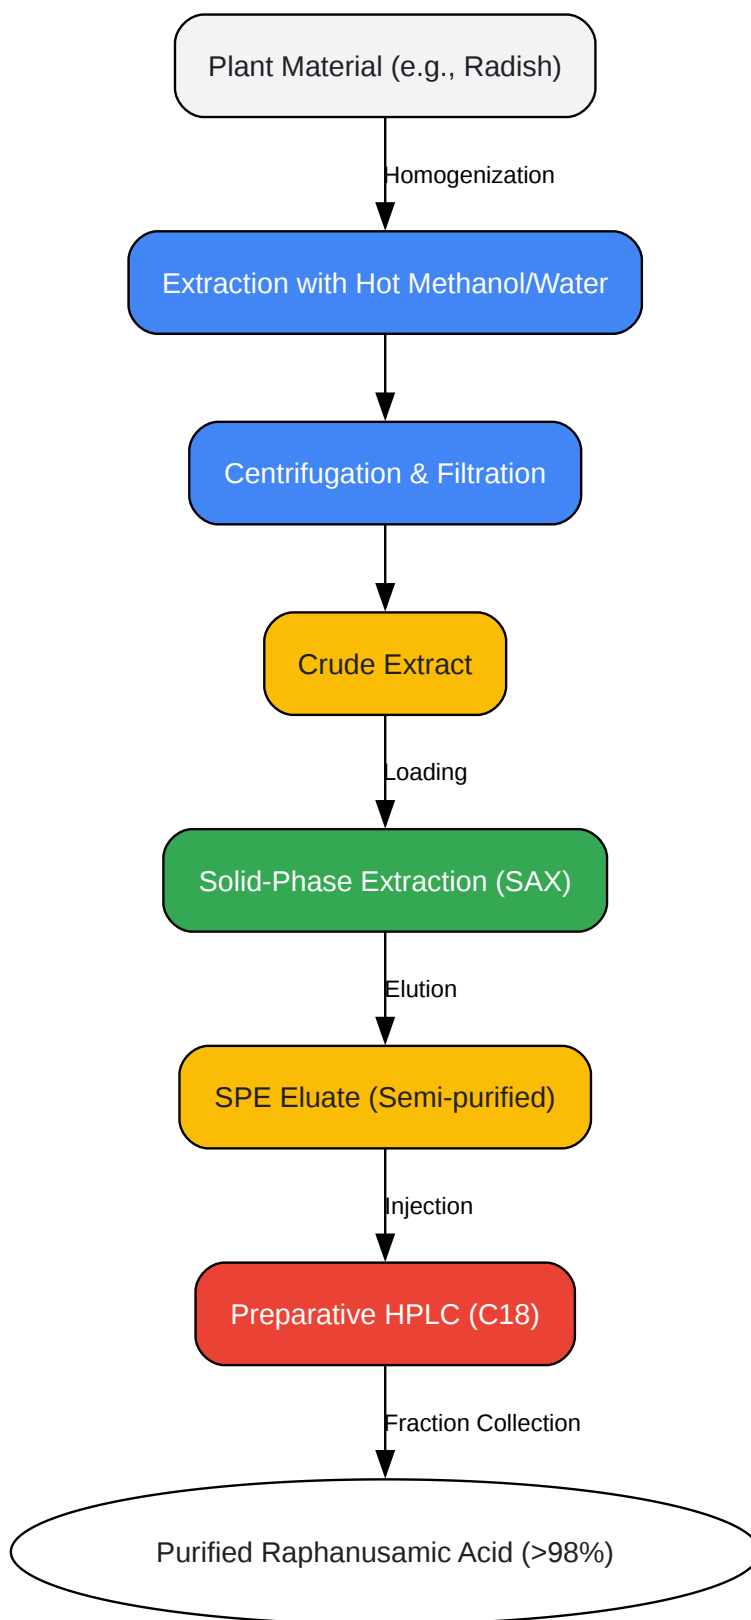 Plant Material (e.g., Radish)
Homogenization
Extraction with Hot Methanol/Water
Centrifugation & Filtration
Crude Extract
Loading
Solid-Phase Extraction (SAX)
Elution
SPE Eluate (Semi-purified)
Injection
Preparative HPLC (C18)
Fraction Collection
Purified Raphanusamic Acid (>98%)